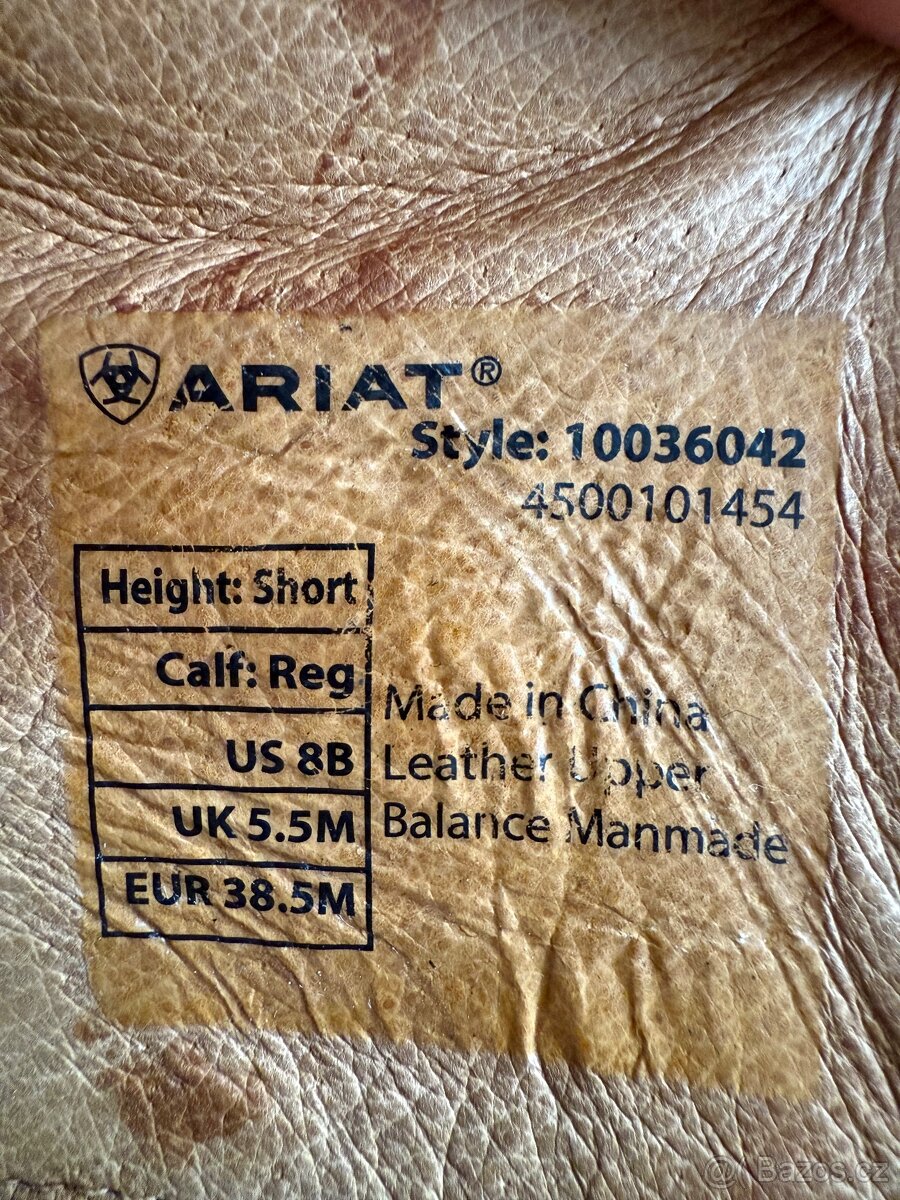 ARIAT®
Style: 10036042
4500101454
Height: Short
Calf: Reg
US 8B
UK 5.5M
EUR 38.5M
Made in China
Leather Upper
Balance Manmade
@ Bazos.cz